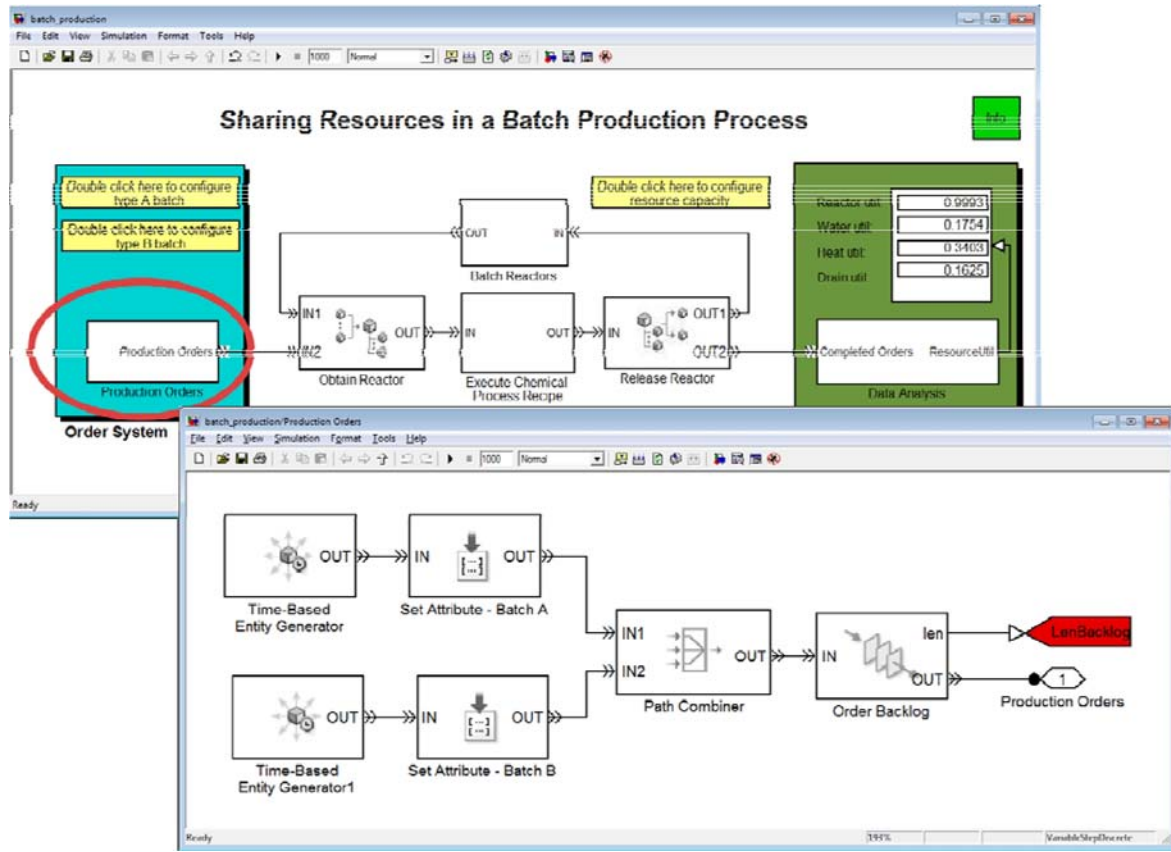 batch_production
File Edit View Simulation Format Tools Help
1000 Normal
Sharing Resources in a Batch Production Process
Info
Double click here to configure
type A batch
Double click here to configure
type B batch
Double click here to configure
resource capacity
Reactor util:
0.9993
Water util:
0.1754
Heat util:
0.3403
Drain util
0.1625
OUT IN
Batch Reactors
IN1
IN2
OUT
Obtain Reactor
IN OUT
Execute Chemical
Process Recipe
IN
OUT1
OUT2
Release Reactor
Production Orders
Production Orders
Order System
Completed Orders ResourceUtil
Data Analysis
Ready
batch_production/Production Orders
File Edit View Simulation Format Tools Help
1000 Normal
OUT
Time-Based
Entity Generator
IN OUT
Set Attribute - Batch A
OUT
Time-Based
Entity Generator1
IN OUT
Set Attribute - Batch B
IN1
IN2
OUT
Path Combiner
IN
len
OUT
Order Backlog
LenBacklog
1
Production Orders
Ready
193%
VariableStepDiscrete